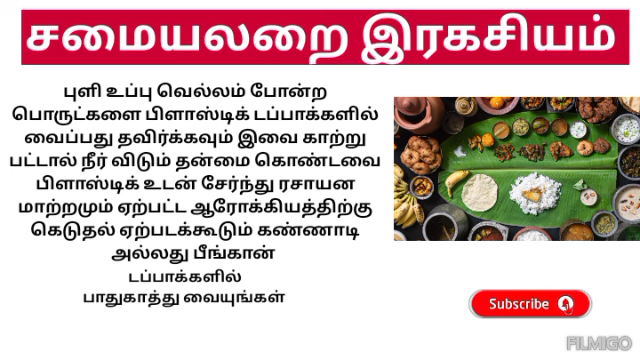 சமையலறை இரகசியம்
புளி உப்பு வெல்லம் போன்ற
பொருட்களை பிளாஸ்டிக் டப்பாக்களில்
வைப்பது தவிர்க்கவும் இவை காற்று
பட்டால் நீர் விடும் தன்மை கொண்டவை
பிளாஸ்டிக் உடன் சேர்ந்து ரசாயன
மாற்றமும் ஏற்பட்ட ஆரோக்கியத்திற்கு
கெடுதல் ஏற்படக்கூடும் கண்ணாடி
அல்லது பீங்கான்
டப்பாக்களில்
பாதுகாத்து வையுங்கள்
Subscribe
FILMIGO